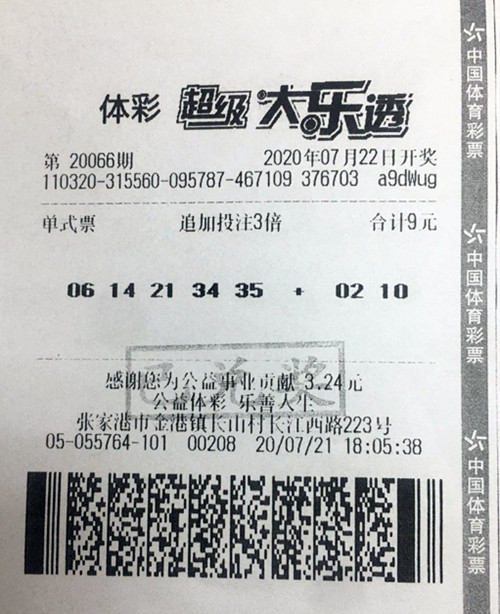 体彩 超级大乐透
第 20066期 2020年07月22日开奖
110320-315560-095787-467109 376703 a9dWug
单式票 追加投注3倍 合计9元
06 14 21 34 35 + 02 10
已兑奖
感谢您为公益事业贡献 3.24元
公益体彩 乐善人生
张家港市金港镇长山村长江西路223号
05-055764-101 00208 20/07/21 18:05:38
中国体育彩票
中国体育彩票
中国体育彩票